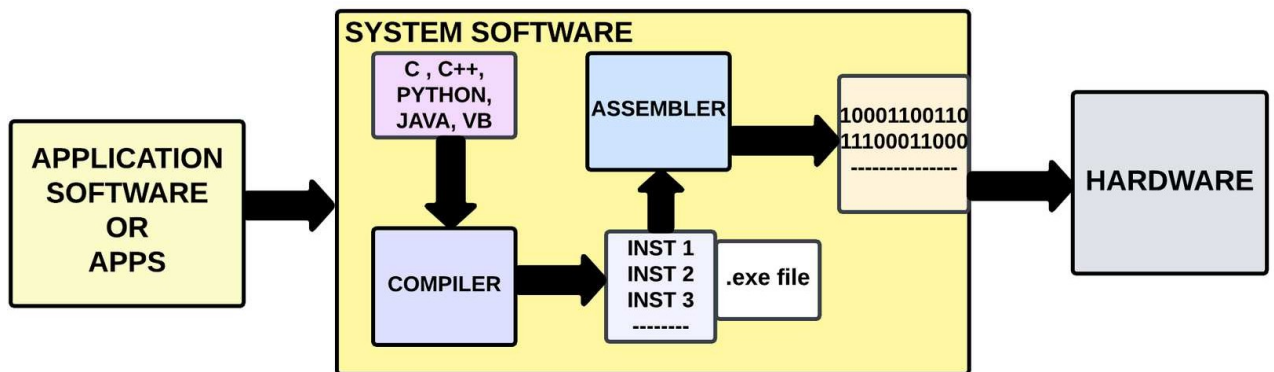 APPLICATION
SOFTWARE
OR
APPS
SYSTEM SOFTWARE
C , C++,
PYTHON,
JAVA, VB
COMPILER
INST 1
INST 2
INST 3
--------
.exe file
ASSEMBLER
10001100110
11100011000
---------------
HARDWARE